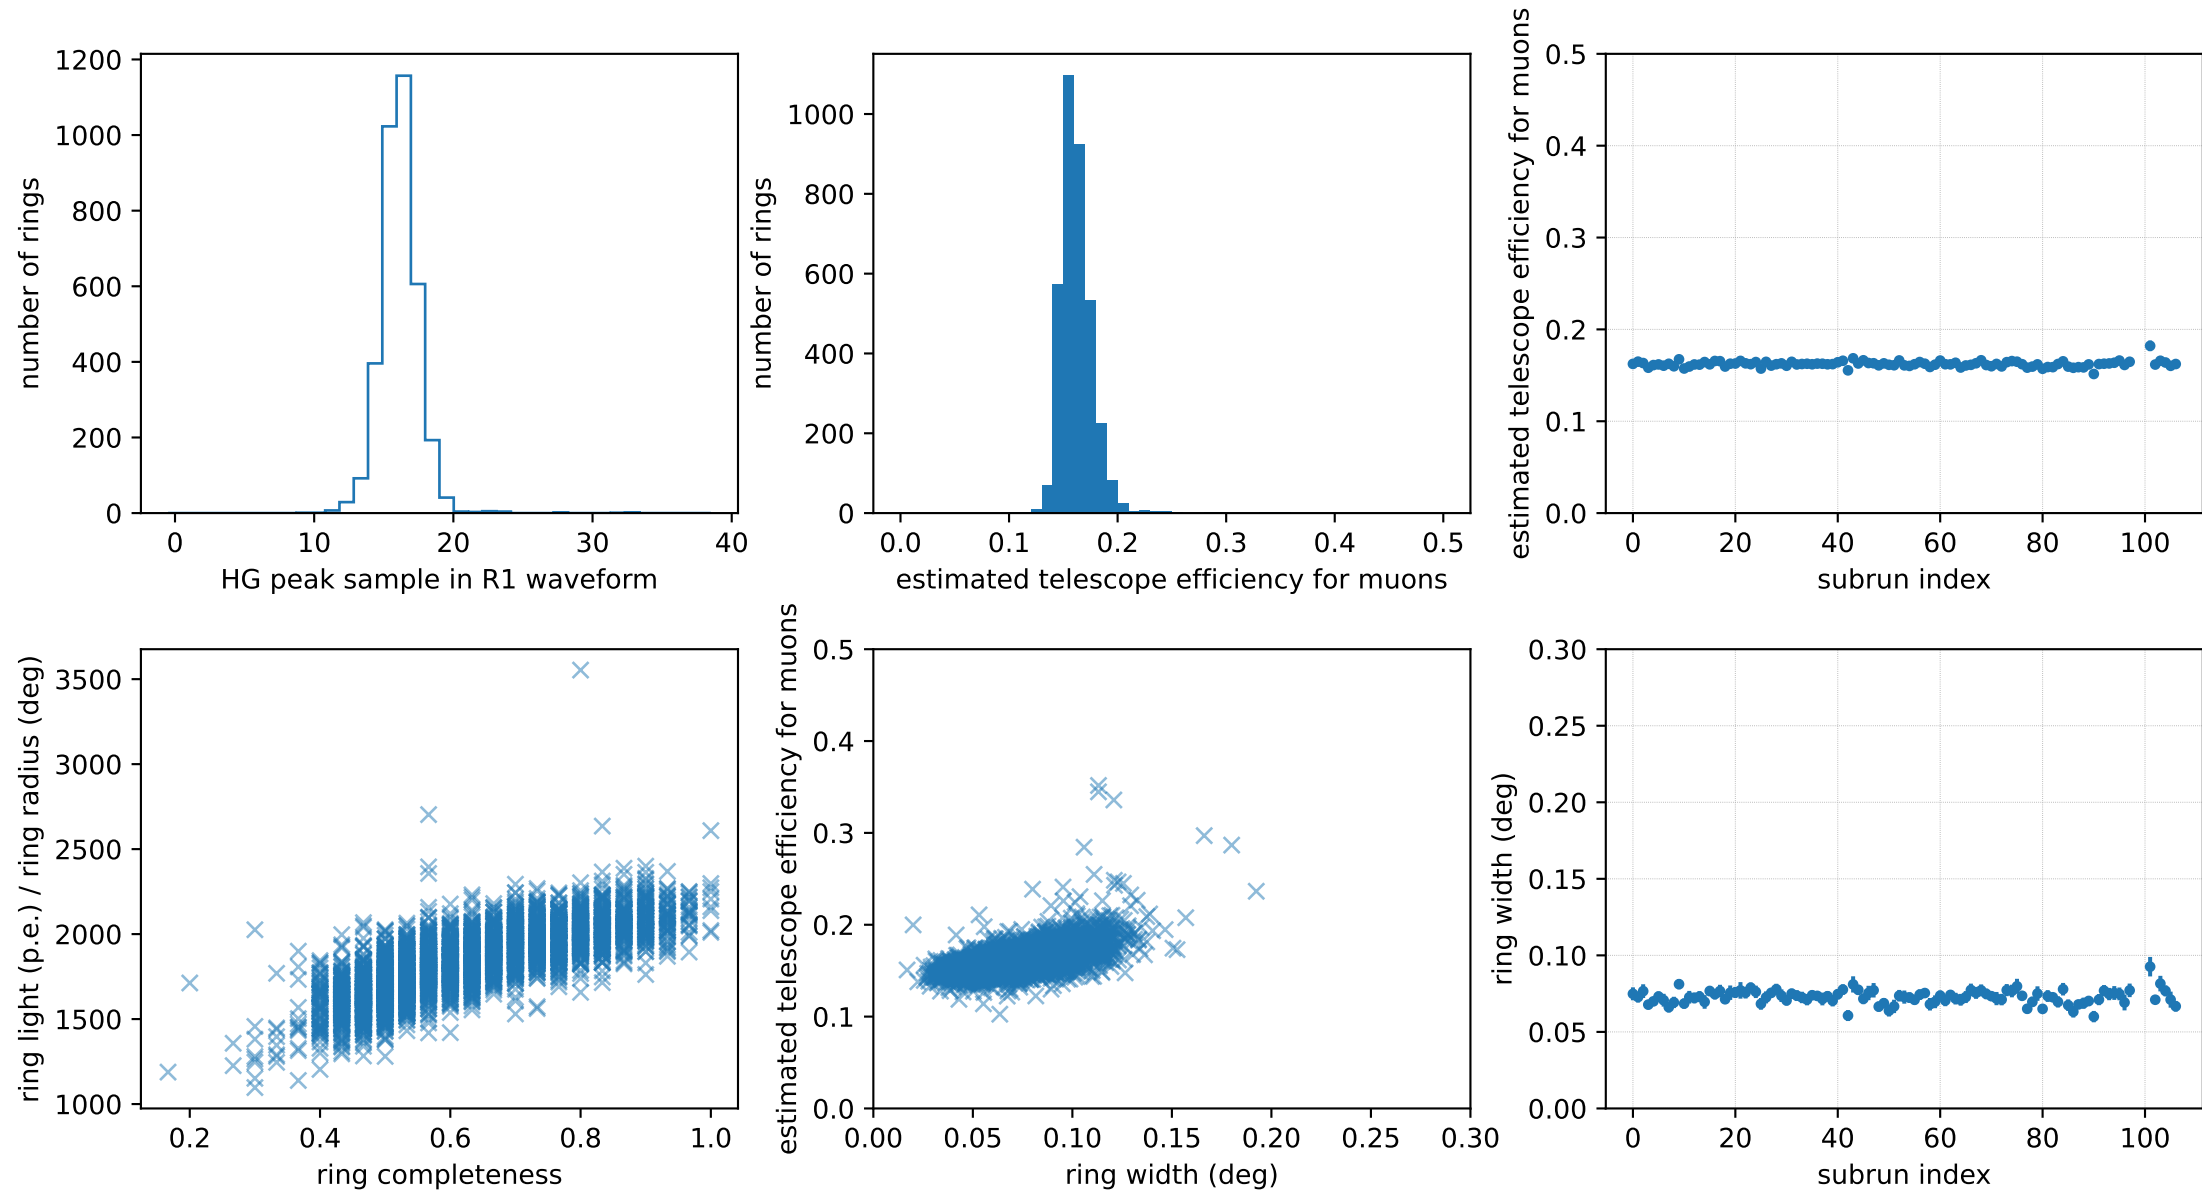 number of rings
1200
1000
800
600
400
200
0
0 10 20 30 40
HG peak sample in R1 waveform
number of rings
1000
800
600
400
200
0
0.0 0.1 0.2 0.3 0.4 0.5
estimated telescope efficiency for muons
estimated telescope efficiency for muons
0.5
0.4
0.3
0.2
0.1
0.0
0 20 40 60 80 100
subrun index
ring light (p.e.) / ring radius (deg)
3500
3000
2500
2000
1500
1000
0.2 0.4 0.6 0.8 1.0
ring completeness
estimated telescope efficiency for muons
0.5
0.4
0.3
0.2
0.1
0.0
0.00 0.05 0.10 0.15 0.20 0.25 0.30
ring width (deg)
ring width (deg)
0.30
0.25
0.20
0.15
0.10
0.05
0.00
0 20 40 60 80 100
subrun index